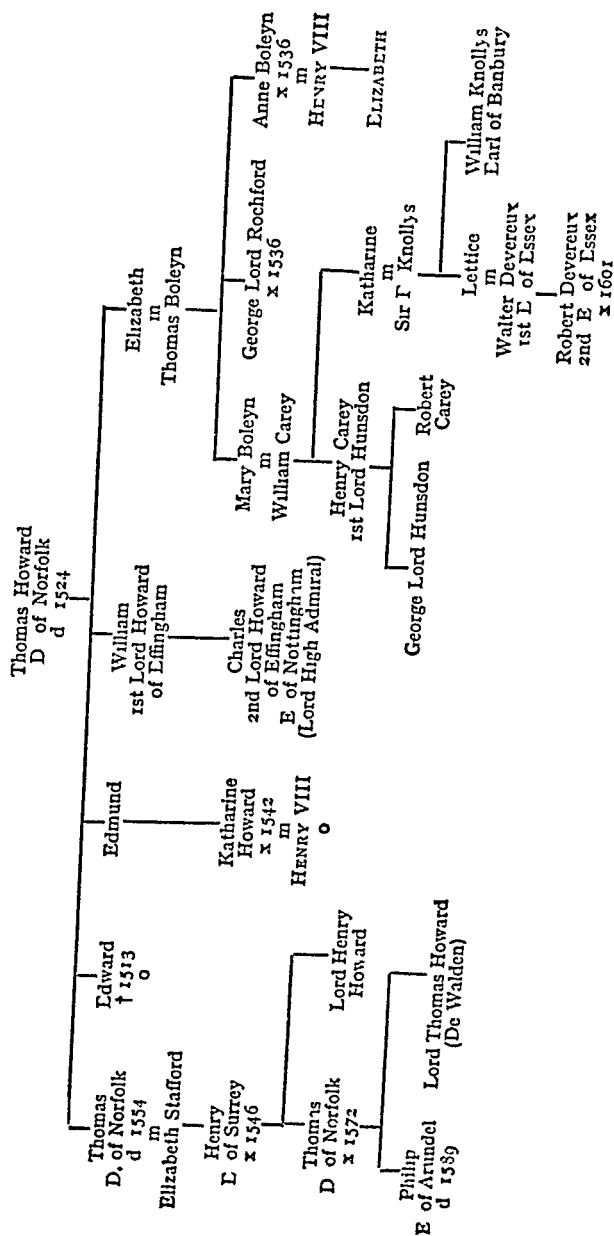 Thomas Howard
D of Norfolk
d 1524
Thomas
D. of Norfolk
d 1554
m
Elizabeth Stafford
Edward
† 1513
o
Edmund
William
1st Lord Howard
of Effingham
Elizabeth
m
Thomas Boleyn
Henry
E of Surrey
x 1546
Katharine
Howard
x 1542
m
HENRY VIII
o
Charles
2nd Lord Howard
of Effingham
E of Nottingham
(Lord High Admiral)
Mary Boleyn
m
William Carey
George Lord Rochford
x 1536
Anne Boleyn
x 1536
m
HENRY VIII
ELIZABETH
Thomas
D of Norfolk
x 1572
Lord Henry
Howard
Henry Carey
1st Lord Hunsdon
Katharine
m
Sir F Knollys
Philip
E of Arundel
d 1589
Lord Thomas Howard
(De Walden)
George Lord Hunsdon
Robert
Carey
Lettice
m
Walter Devereux
1st E of Essex
William Knollys
Earl of Banbury
Robert Devereux
2nd E of Essex
x 1601